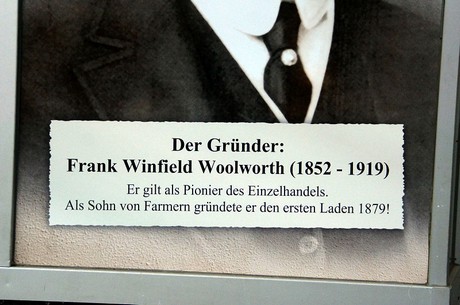 Der Gründer:
Frank Winfield Woolworth (1852 - 1919)
Er gilt als Pionier des Einzelhandels.
Als Sohn von Farmern gründete er den ersten Laden 1879!